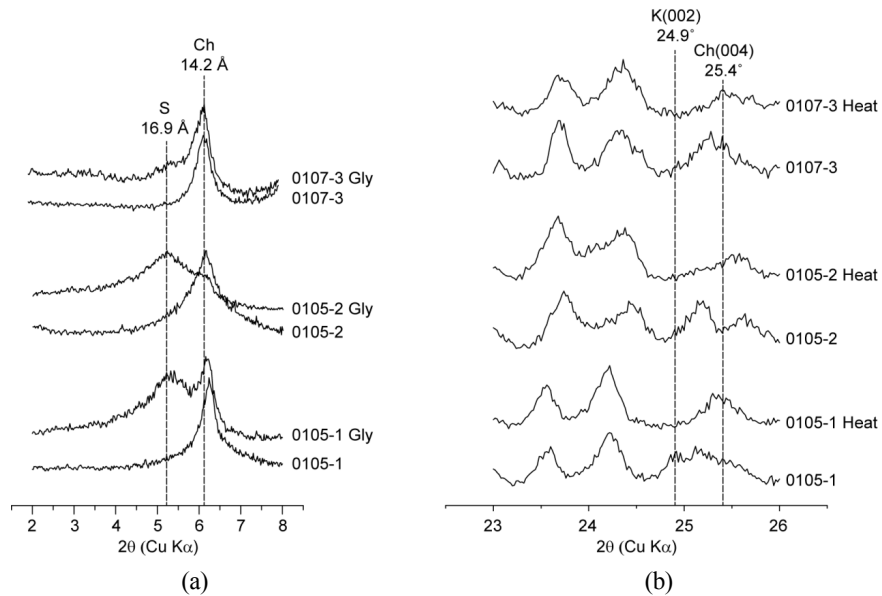 Ch
14.2 Å
S
16.9 Å
0107-3 Gly
0107-3
0105-2 Gly
0105-2
0105-1 Gly
0105-1
2 3 4 5 6 7 8
2θ (Cu Kα)
(a)
K(002)
24.9°
Ch(004)
25.4°
0107-3 Heat
0107-3
0105-2 Heat
0105-2
0105-1 Heat
0105-1
23 24 25 26
2θ (Cu Kα)
(b)